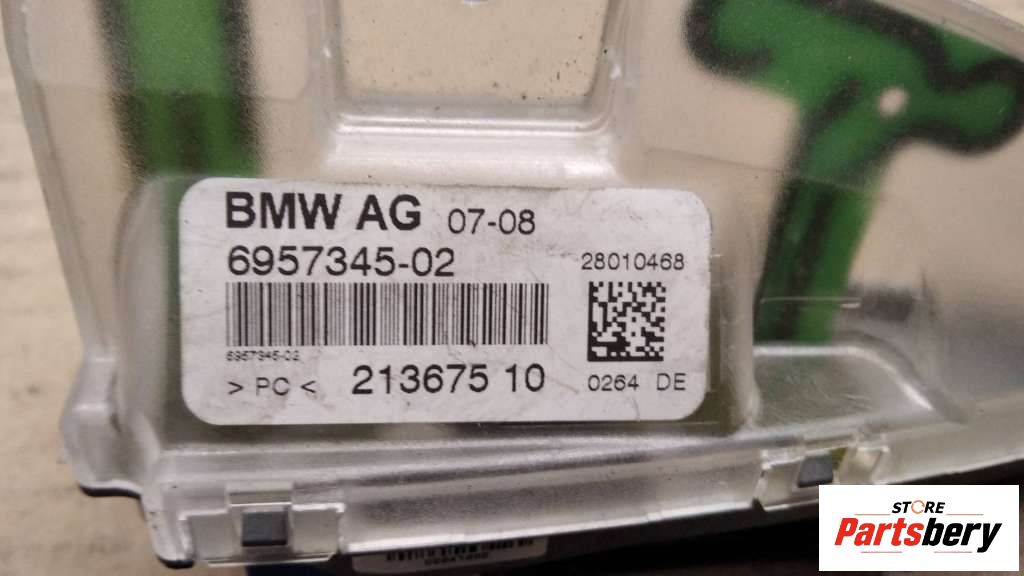 BMW AG 07-08
6957345-02
28010468
6957345-02
> PC < 213675 10
0264 DE
STORE
Partsbery